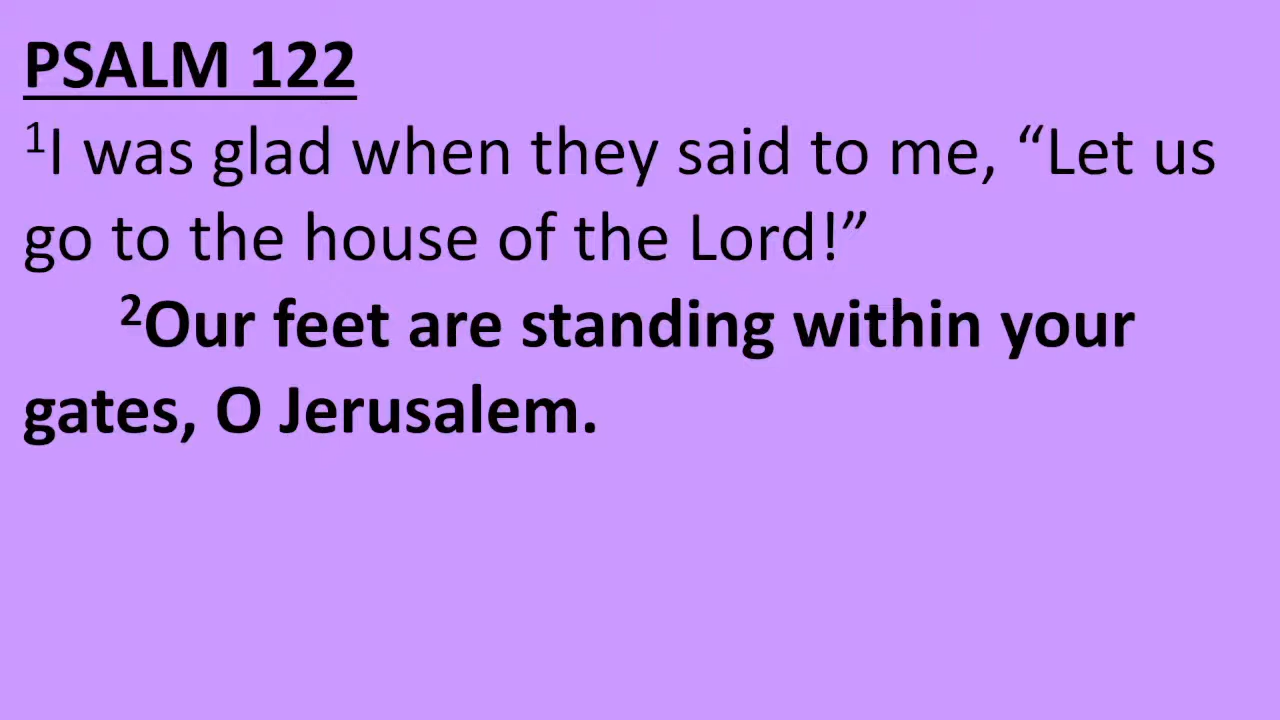 PSALM 122
¹I was glad when they said to me, “Let us
go to the house of the Lord!”
²Our feet are standing within your
gates, O Jerusalem.